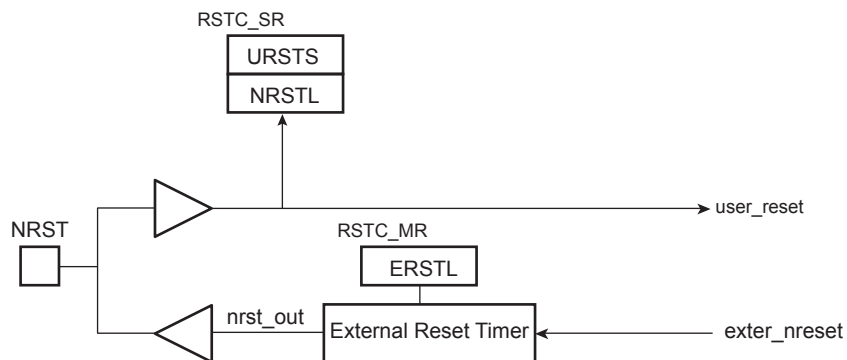 RSTC_SR
URSTS
NRSTL
user_reset
NRST
RSTC_MR
ERSTL
nrst_out
External Reset Timer
exter_nreset